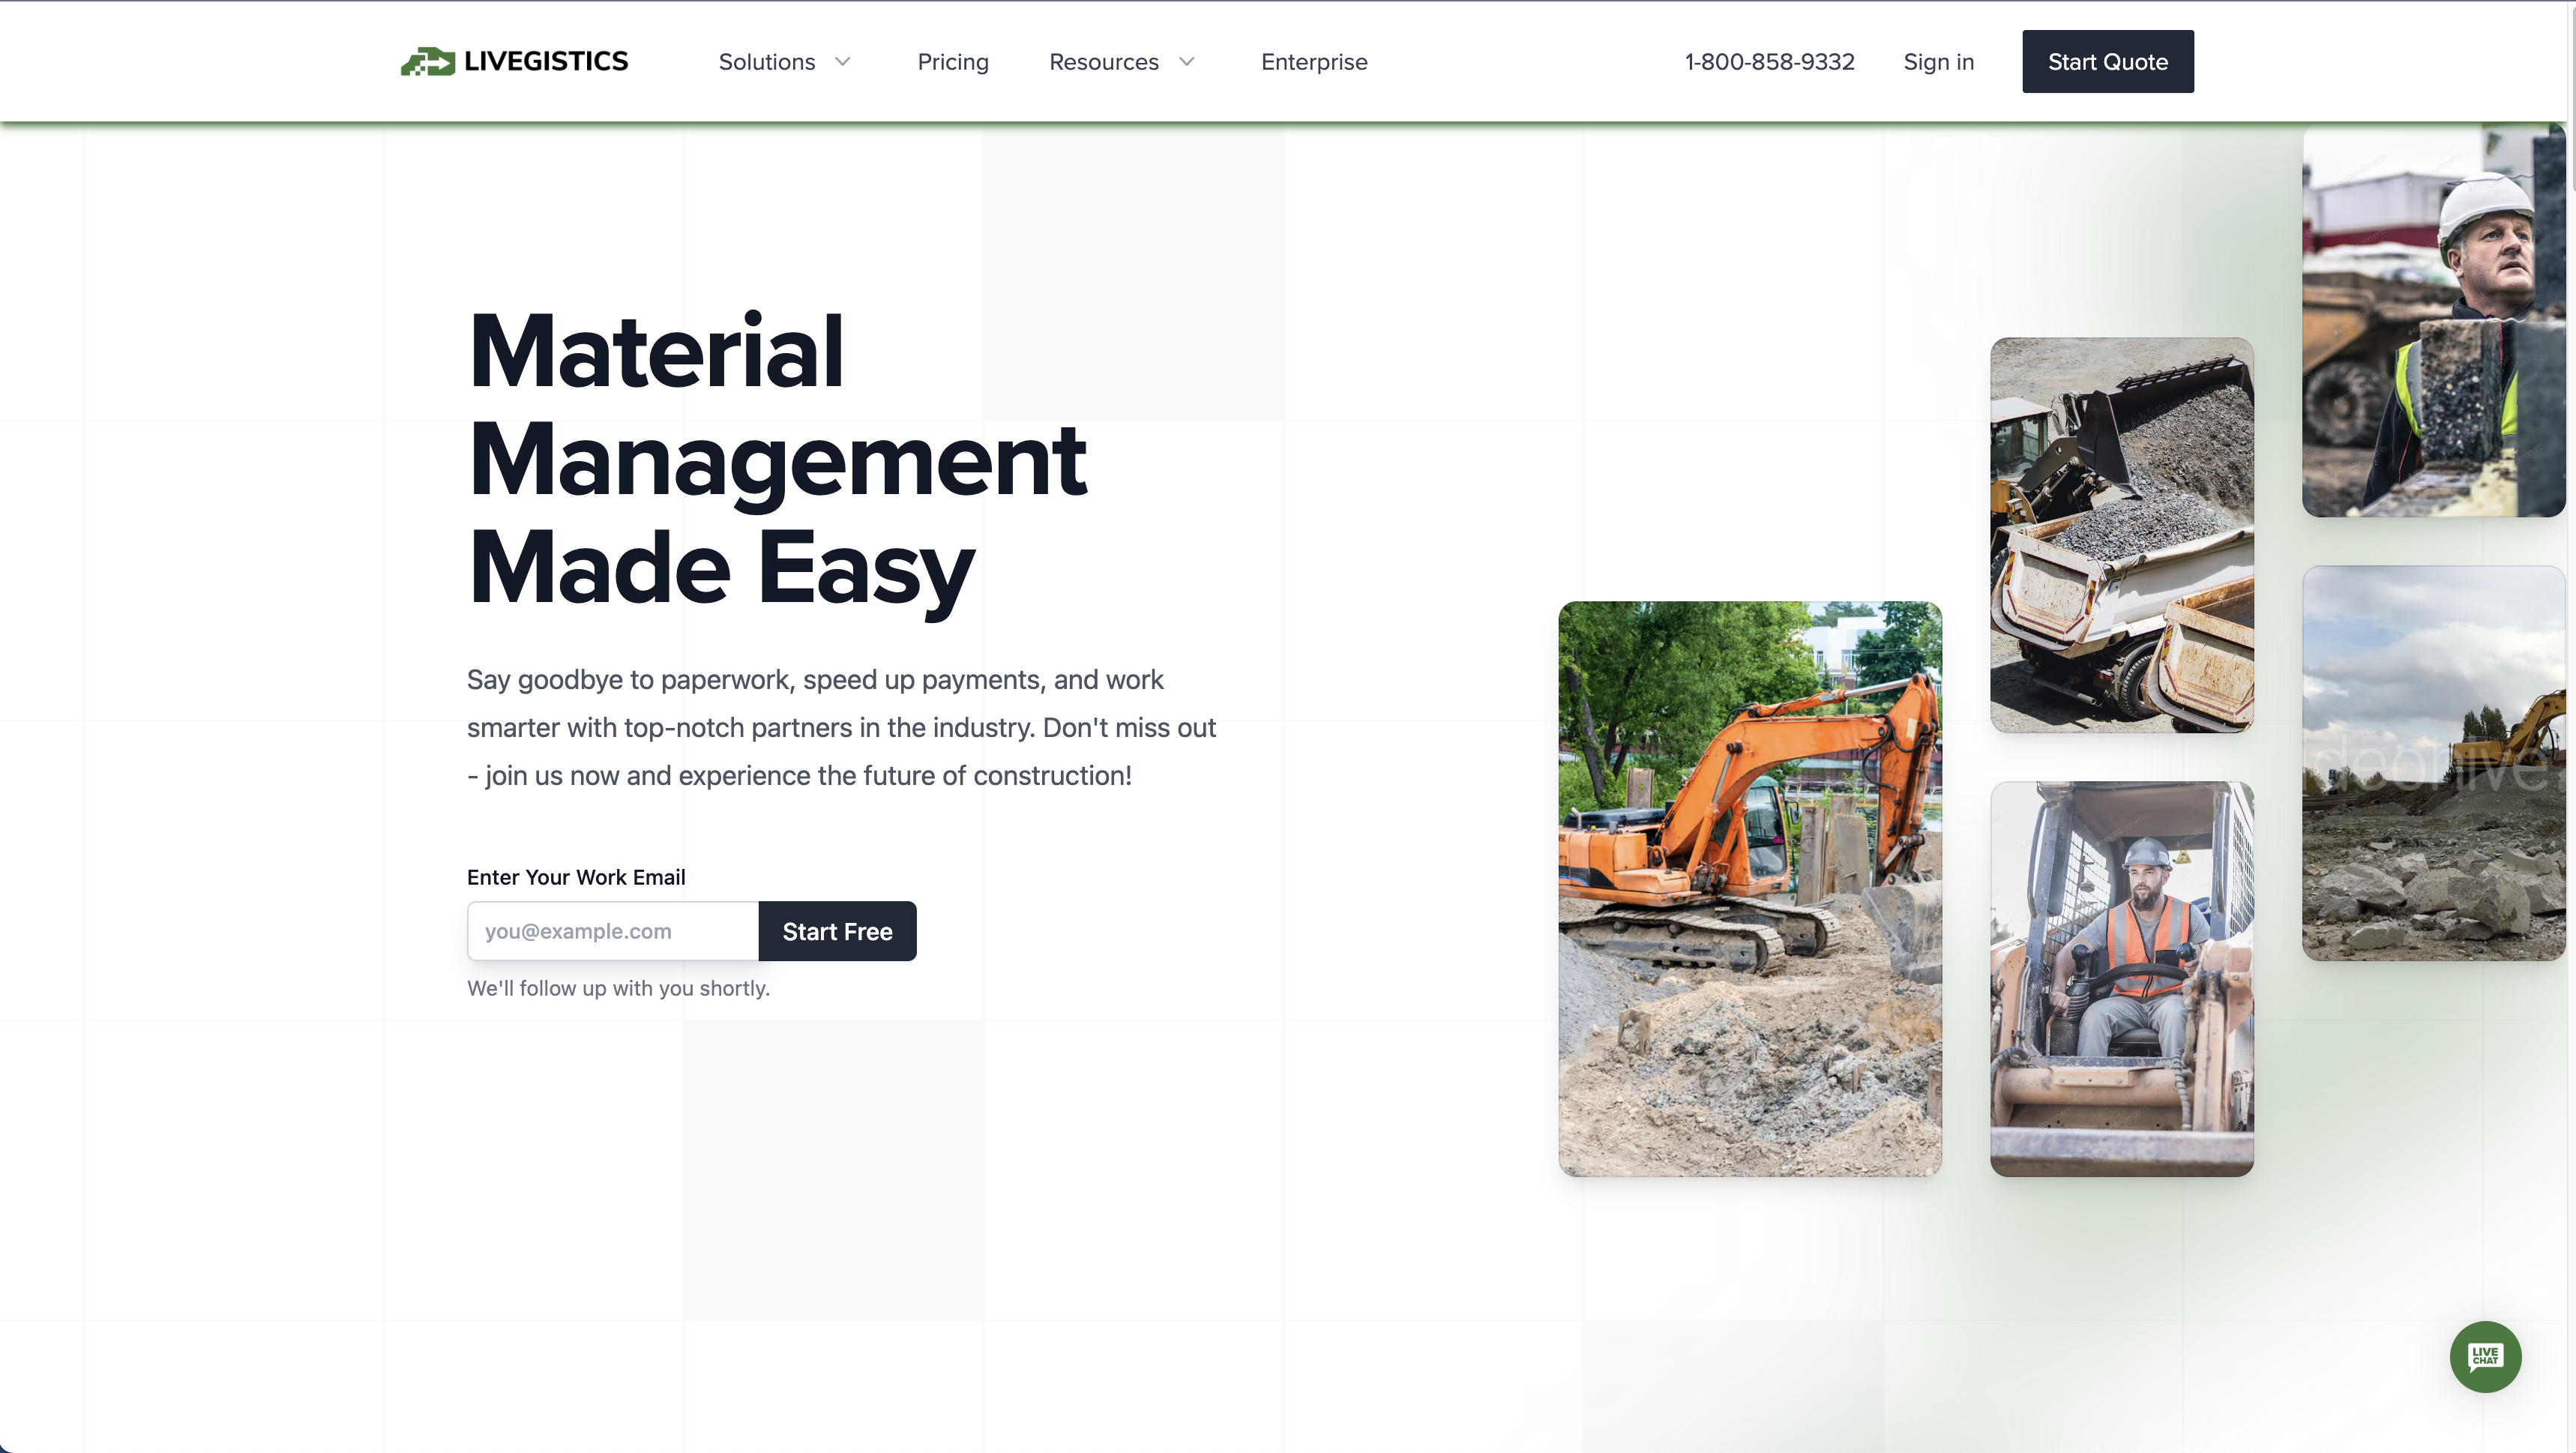 LIVEGISTICS
Solutions
Pricing
Resources
Enterprise
1-800-858-9332
Sign in
Start Quote
Material
Management
Made Easy
Say goodbye to paperwork, speed up payments, and work
smarter with top-notch partners in the industry. Don't miss out
- join us now and experience the future of construction!
Enter Your Work Email
you@example.com
Start Free
We'll follow up with you shortly.
LIVE
CHAT